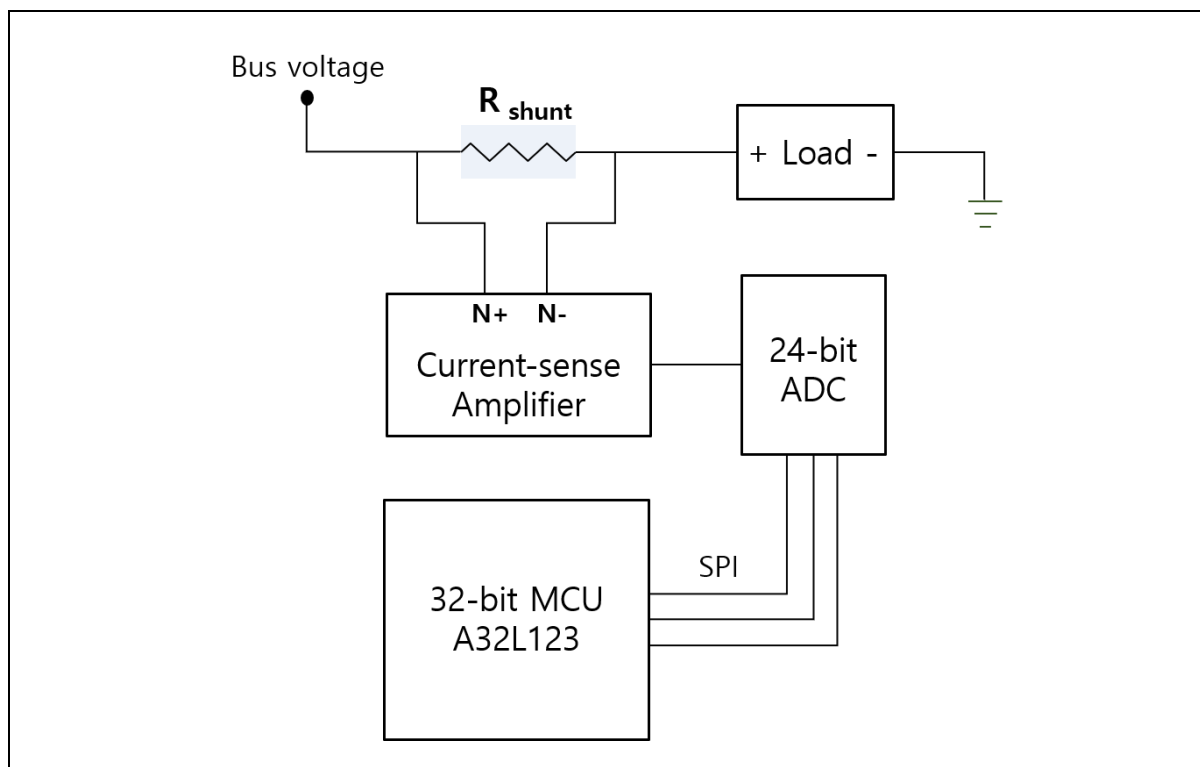 Bus voltage
R shunt
+ Load -
N+ N-
Current-sense
Amplifier
24-bit
ADC
SPI
32-bit MCU
A32L123